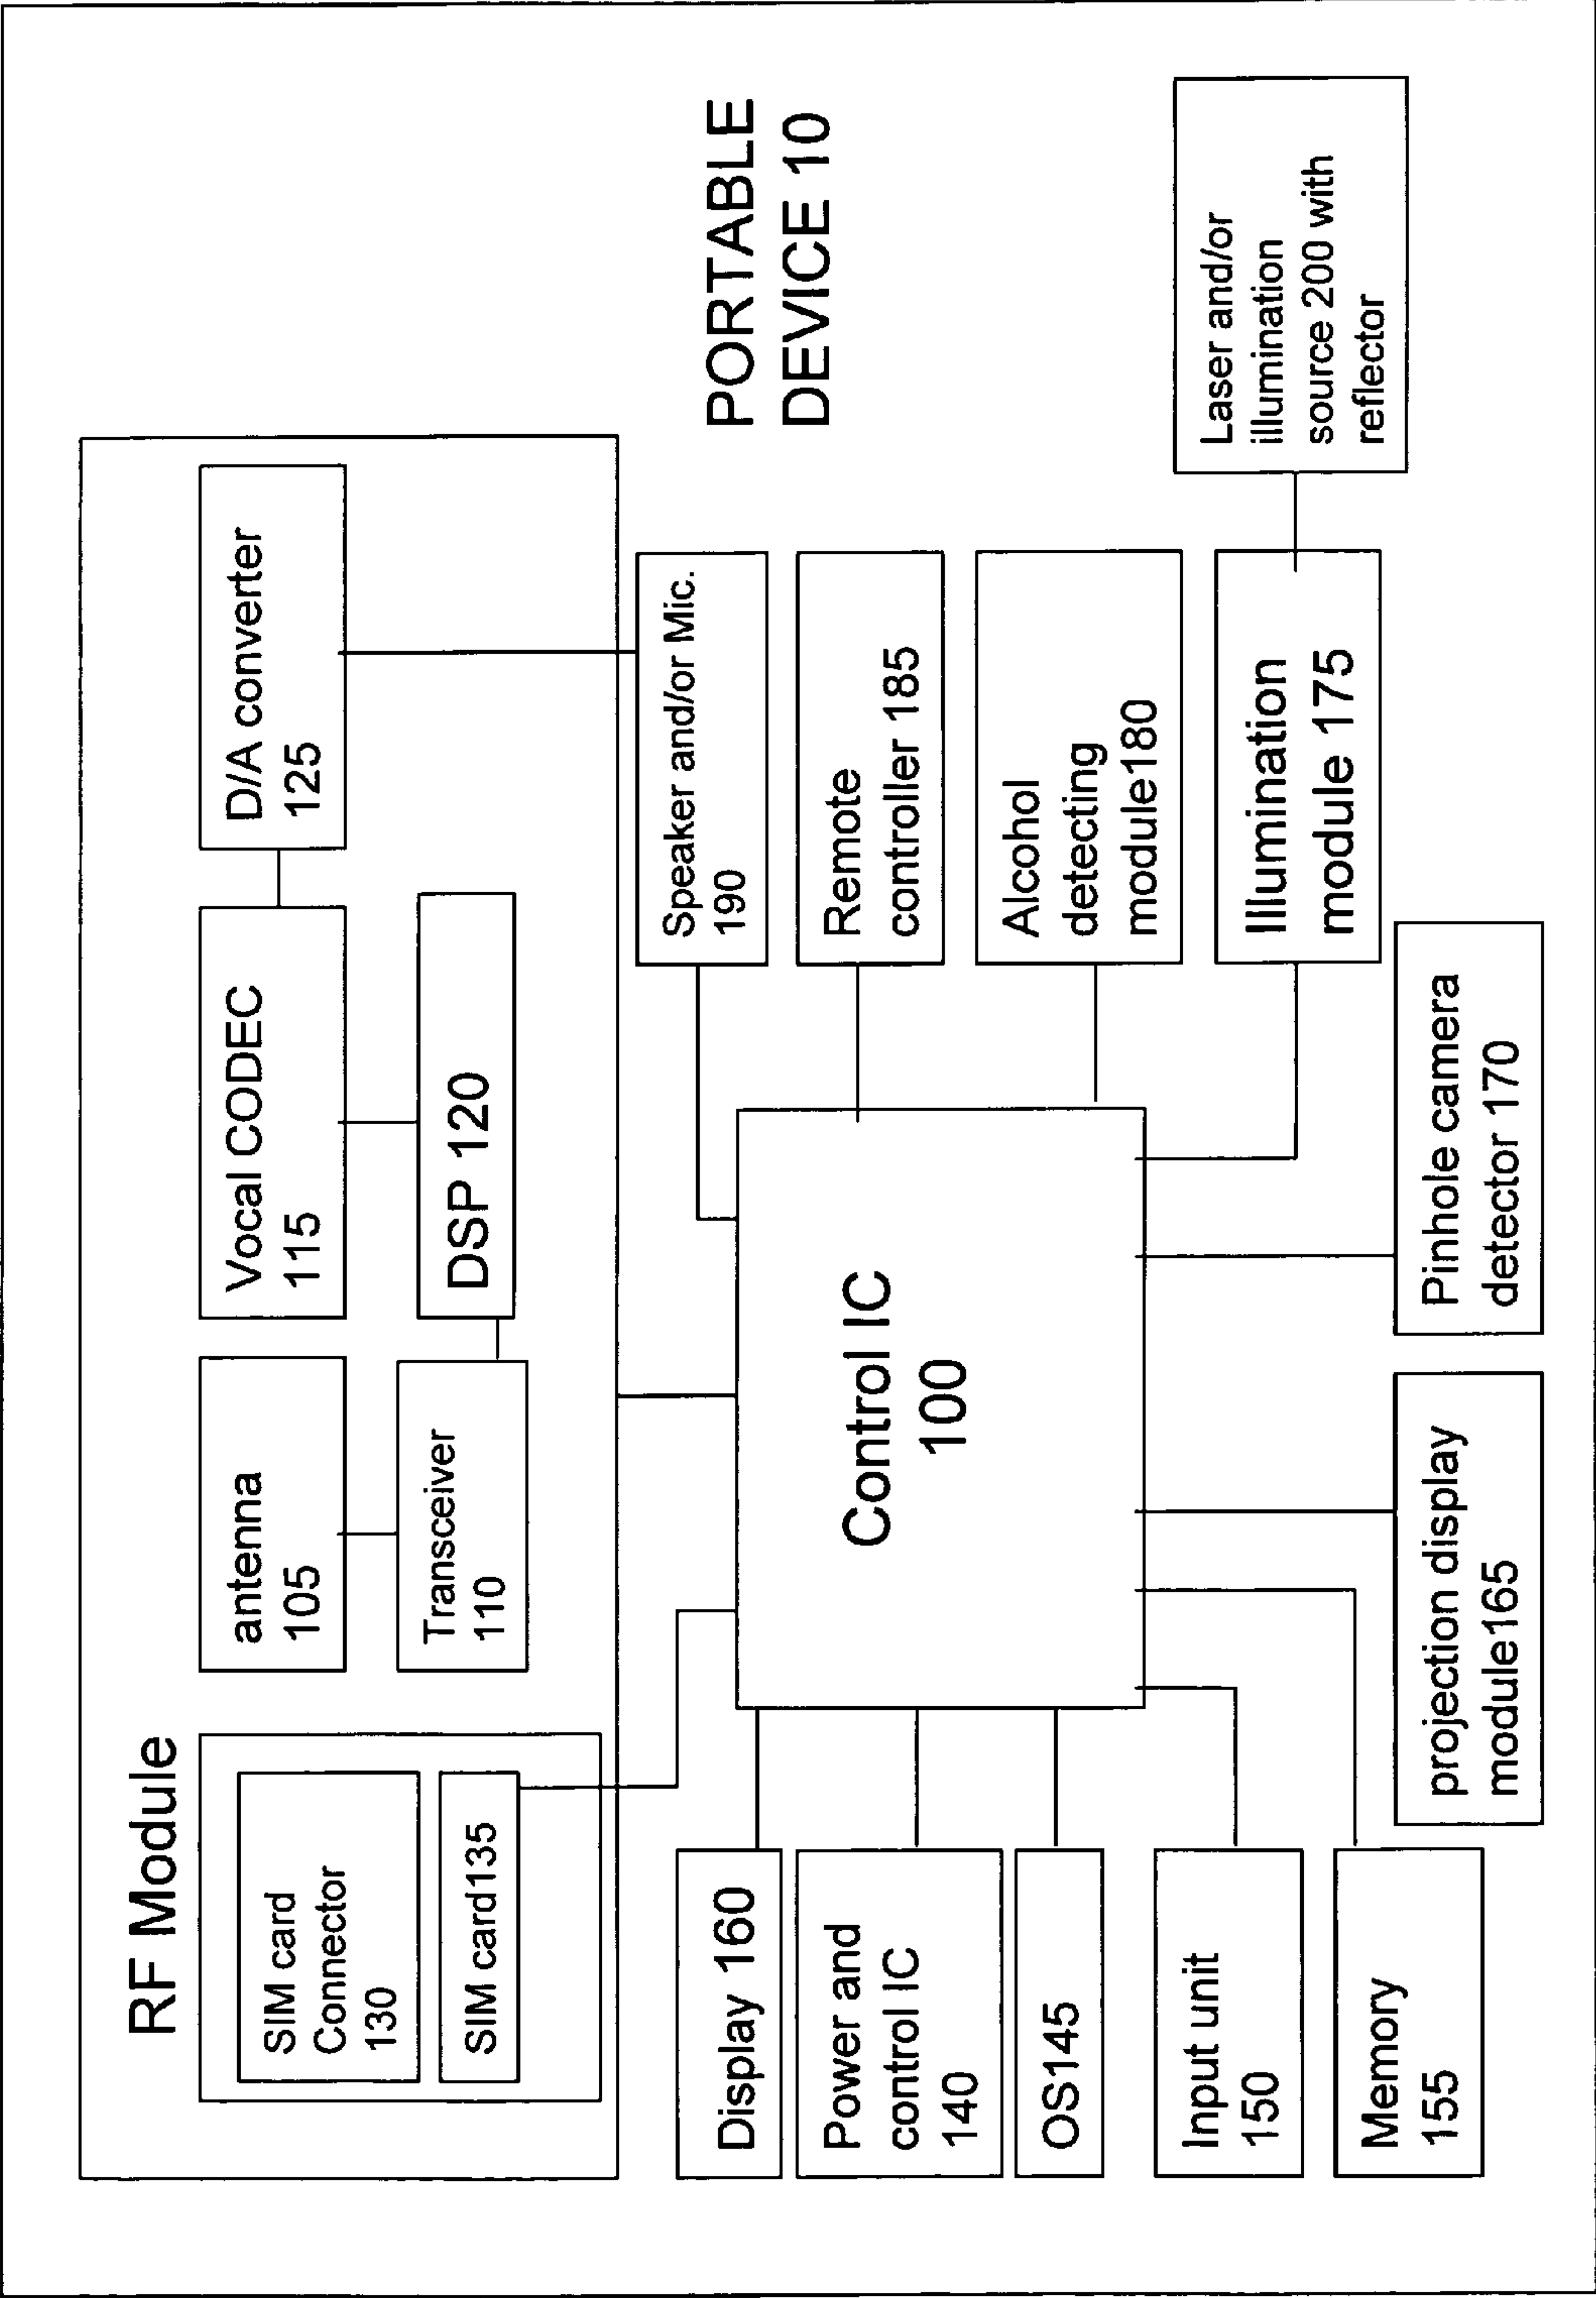 RF Module
SIM card
Connector
130
SIM card135
antenna
105
Transceiver
110
Vocal CODEC
115
DSP 120
D/A converter
125
PORTABLE
DEVICE 10
Display 160
Power and
control IC
140
OS145
Input unit
150
Memory
155
Control IC
100
Speaker and/or Mic.
190
Remote
controller 185
Alcohol
detecting
module180
Illumination
module 175
Laser and/or
illumination
source 200 with
reflector
projection display
module165
Pinhole camera
detector 170